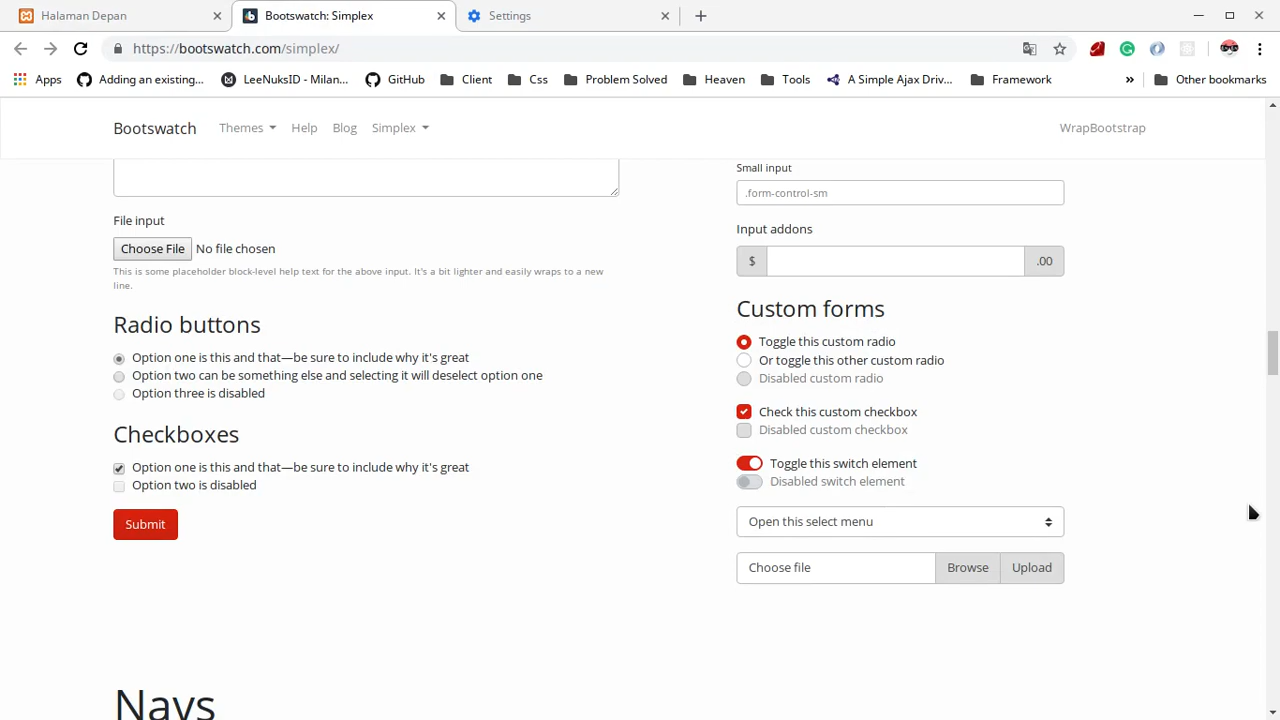 Halaman Depan
Bootswatch: Simplex
Settings
https://bootswatch.com/simplex/
Apps
Adding an existing...
LeeNuksID – Milan...
GitHub
Client
Css
Problem Solved
Heaven
Tools
A Simple Ajax Driv...
Framework
»
Other bookmarks
Bootswatch
Themes
Help
Blog
Simplex
WrapBootstrap
File input
Choose File No file chosen
This is some placeholder block-level help text for the above input. It's a bit lighter and easily wraps to a new
line.
Radio buttons
Option one is this and that—be sure to include why it's great
Option two can be something else and selecting it will deselect option one
Option three is disabled
Checkboxes
Option one is this and that—be sure to include why it's great
Option two is disabled
Submit
Small input
.form-control-sm
Input addons
$ .00
Custom forms
Toggle this custom radio
Or toggle this other custom radio
Disabled custom radio
Check this custom checkbox
Disabled custom checkbox
Toggle this switch element
Disabled switch element
Open this select menu
Choose file Browse Upload
Navs